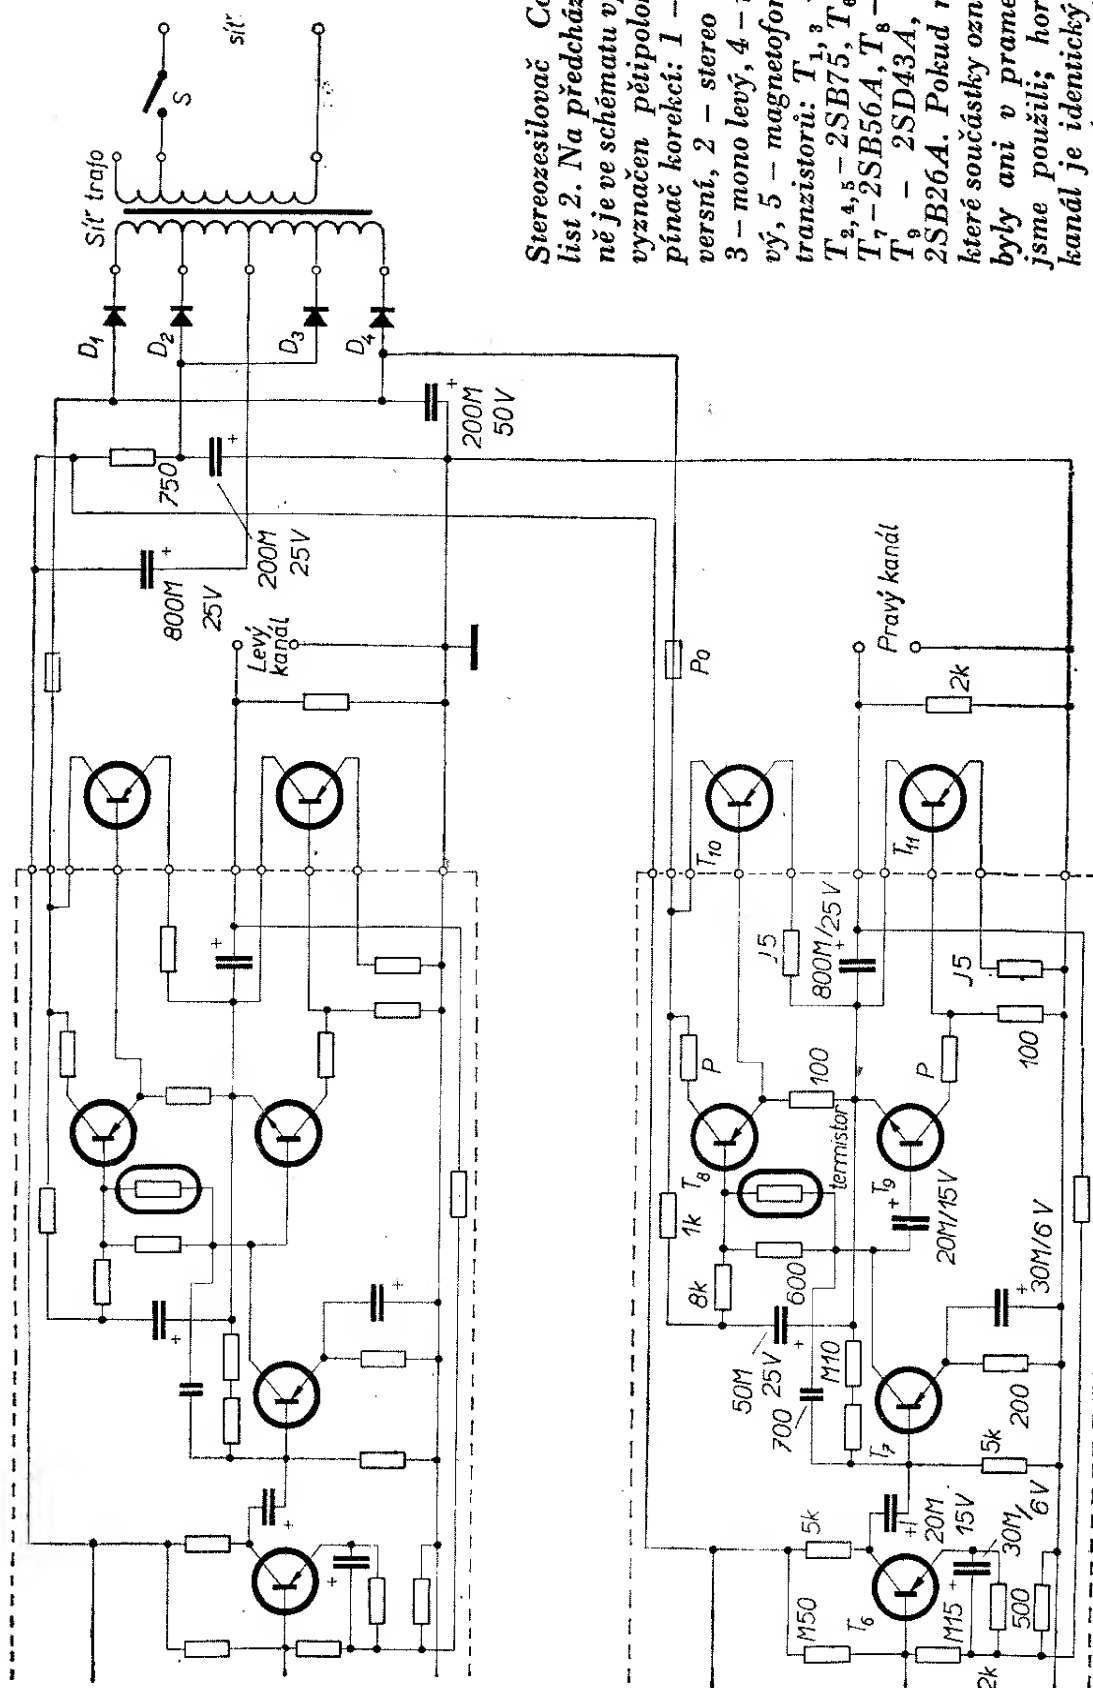 síť
S
Síť trafo
D1
D2
D3
D4
200M
50V
750
200M
25V
800M
25V
Levý
kanál
Po
Pravý kanál
2k
T10
T11
J5
800M/25V
J5
100
P
100
P
T8
termistor
T9
1k
8k
600
20M/15V
50M
25V
30M/6V
M10
700
T7
200
5k
5k
20M
15V
30M/
6V
M50
T6
M15
500
2k
Stereozesilovač
list 2. Na předcház
ně je ve schématu
vyznačen pětipolo
pínač korekcí: 1 –
versní, 2 – stereo
3 – mono levý, 4 –
vý, 5 – magnetofon
tranzistorů: T1,3
T2,4,5 – 2SB75, T6
T7 – 2SB56A, T8 –
T9 – 2SD43A,
2SB26A. Pokud
které součástky ozn
byly ani v prame
jsme použili; hor
kanál je identický